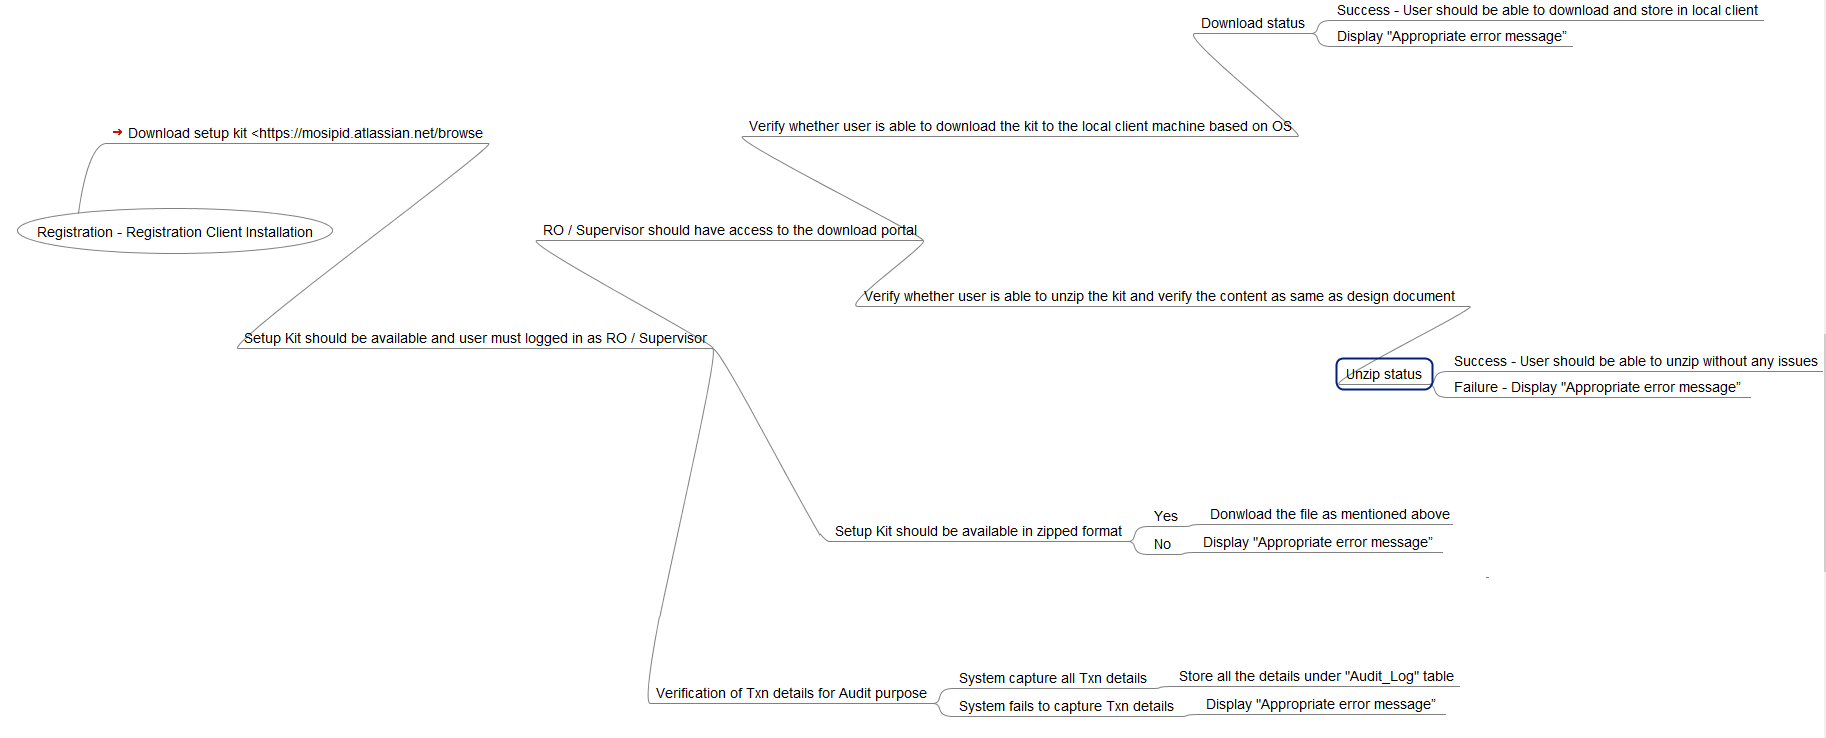 Success - User should be able to download and store in local client
Download status
Display "Appropriate error message”
Verify whether user is able to download the kit to the local client machine based on OS
Download setup kit <https://mosipid.atlassian.net/browse
RO / Supervisor should have access to the download portal
Registration - Registration Client Installation
Verify whether user is able to unzip the kit and verify the content as same as design document
Setup Kit should be available and user must logged in as RO / Supervisor
Success - User should be able to unzip without any issues
Unzip status
Failure - Display "Appropriate error message”
Yes
Donwload the file as mentioned above
Setup Kit should be available in zipped format
No
Display "Appropriate error message”
System capture all Txn details
Store all the details under "Audit_Log" table
Verification of Txn details for Audit purpose
System fails to capture Txn details
Display "Appropriate error message”